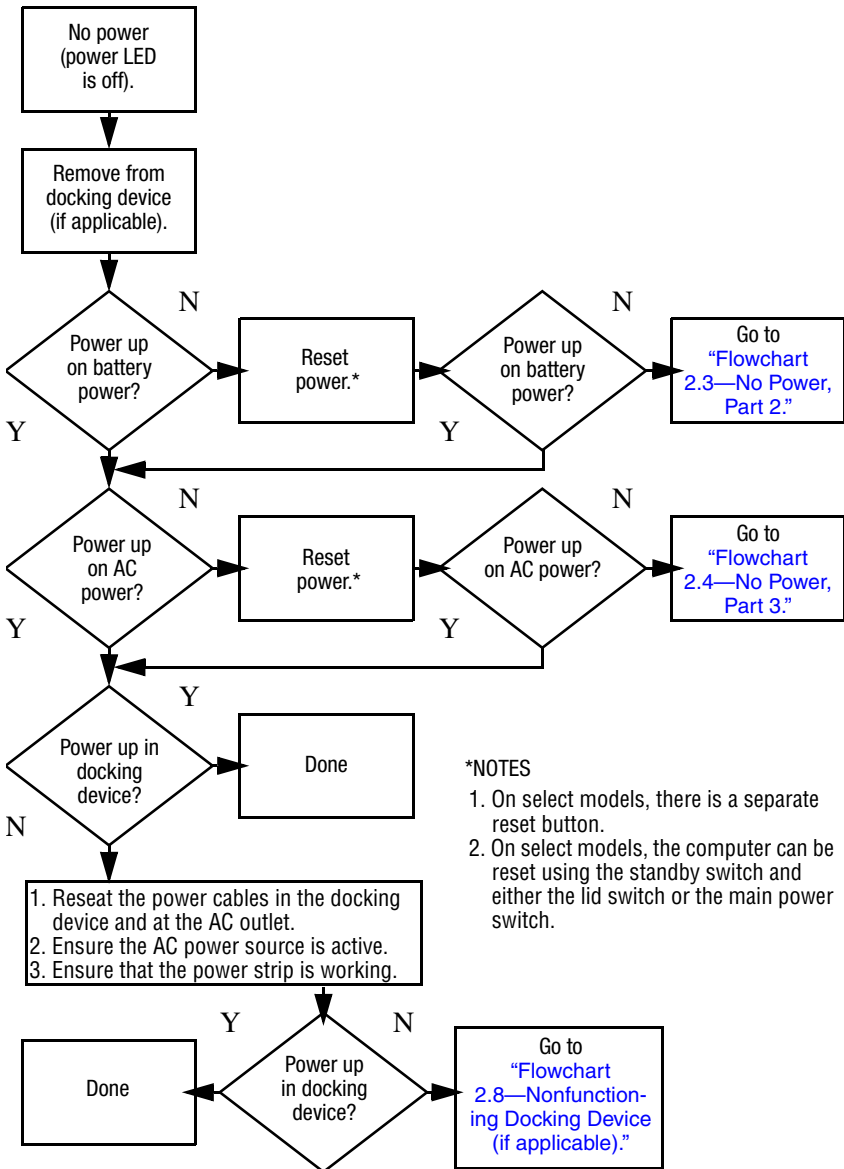 No power
(power LED
is off).
Remove from
docking device
(if applicable).
N
N
Power up
on battery
power?
Reset
power.*
Power up
on battery
power?
Go to
“Flowchart
2.3—No Power,
Part 2.”
Y
Y
N
N
Power up
on AC
power?
Reset
power.*
Power up
on AC power?
Go to
“Flowchart
2.4—No Power,
Part 3.”
Y
Y
Y
Power up in
docking
device?
Done
N
*NOTES
1. On select models, there is a separate
reset button.
2. On select models, the computer can be
reset using the standby switch and
either the lid switch or the main power
switch.
1. Reseat the power cables in the docking
device and at the AC outlet.
2. Ensure the AC power source is active.
3. Ensure that the power strip is working.
Y
N
Done
Power up
in docking
device?
Go to
“Flowchart
2.8—Nonfunction-
ing Docking Device
(if applicable).”